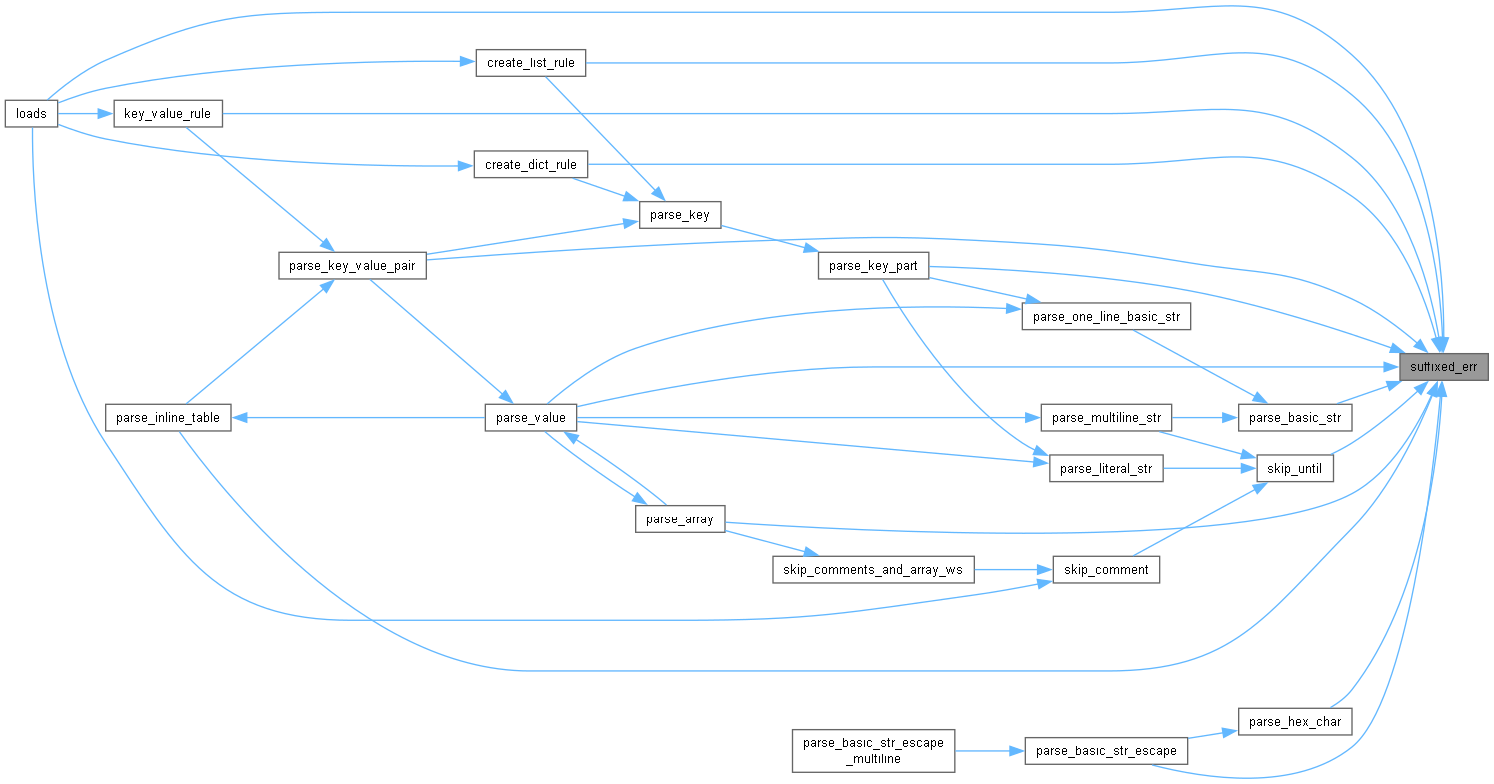 create_list_rule
loads
key_value_rule
create_dict_rule
parse_key
parse_key_value_pair
parse_key_part
parse_one_line_basic_str
suffixed_err
parse_inline_table
parse_value
parse_multiline_str
parse_basic_str
parse_literal_str
skip_until
parse_array
skip_comments_and_array_ws
skip_comment
parse_hex_char
parse_basic_str_escape
_multiline
parse_basic_str_escape